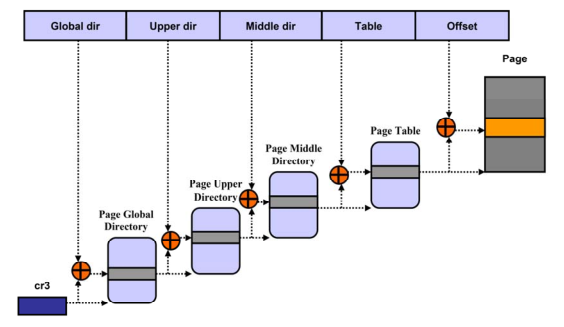 Global dir
Upper dir
Middle dir
Table
Offset
Page
Page Table
Page Middle
Directory
Page Upper
Directory
Page Global
Directory
cr3